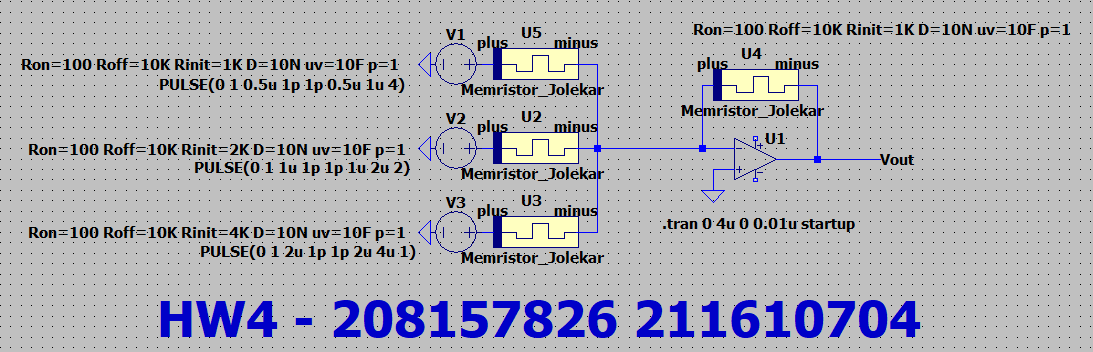 Ron=100 Roff=10K Rinit=1K D=10N uv=10F p=1
U4
plus minus
Memristor_Jolekar
V1 U5
plus minus
Ron=100 Roff=10K Rinit=1K D=10N uv=10F p=1
PULSE(0 1 0.5u 1p 1p 0.5u 1u 4)
Memristor_Jolekar
V2 U2
plus minus
Ron=100 Roff=10K Rinit=2K D=10N uv=10F p=1
PULSE(0 1 1u 1p 1p 1u 2u 2)
Memristor_Jolekar
U1
Vout
V3 U3
plus minus
Ron=100 Roff=10K Rinit=4K D=10N uv=10F p=1
PULSE(0 1 2u 1p 1p 2u 4u 1)
Memristor_Jolekar
.tran 0 4u 0 0.01u startup
HW4 - 208157826 211610704